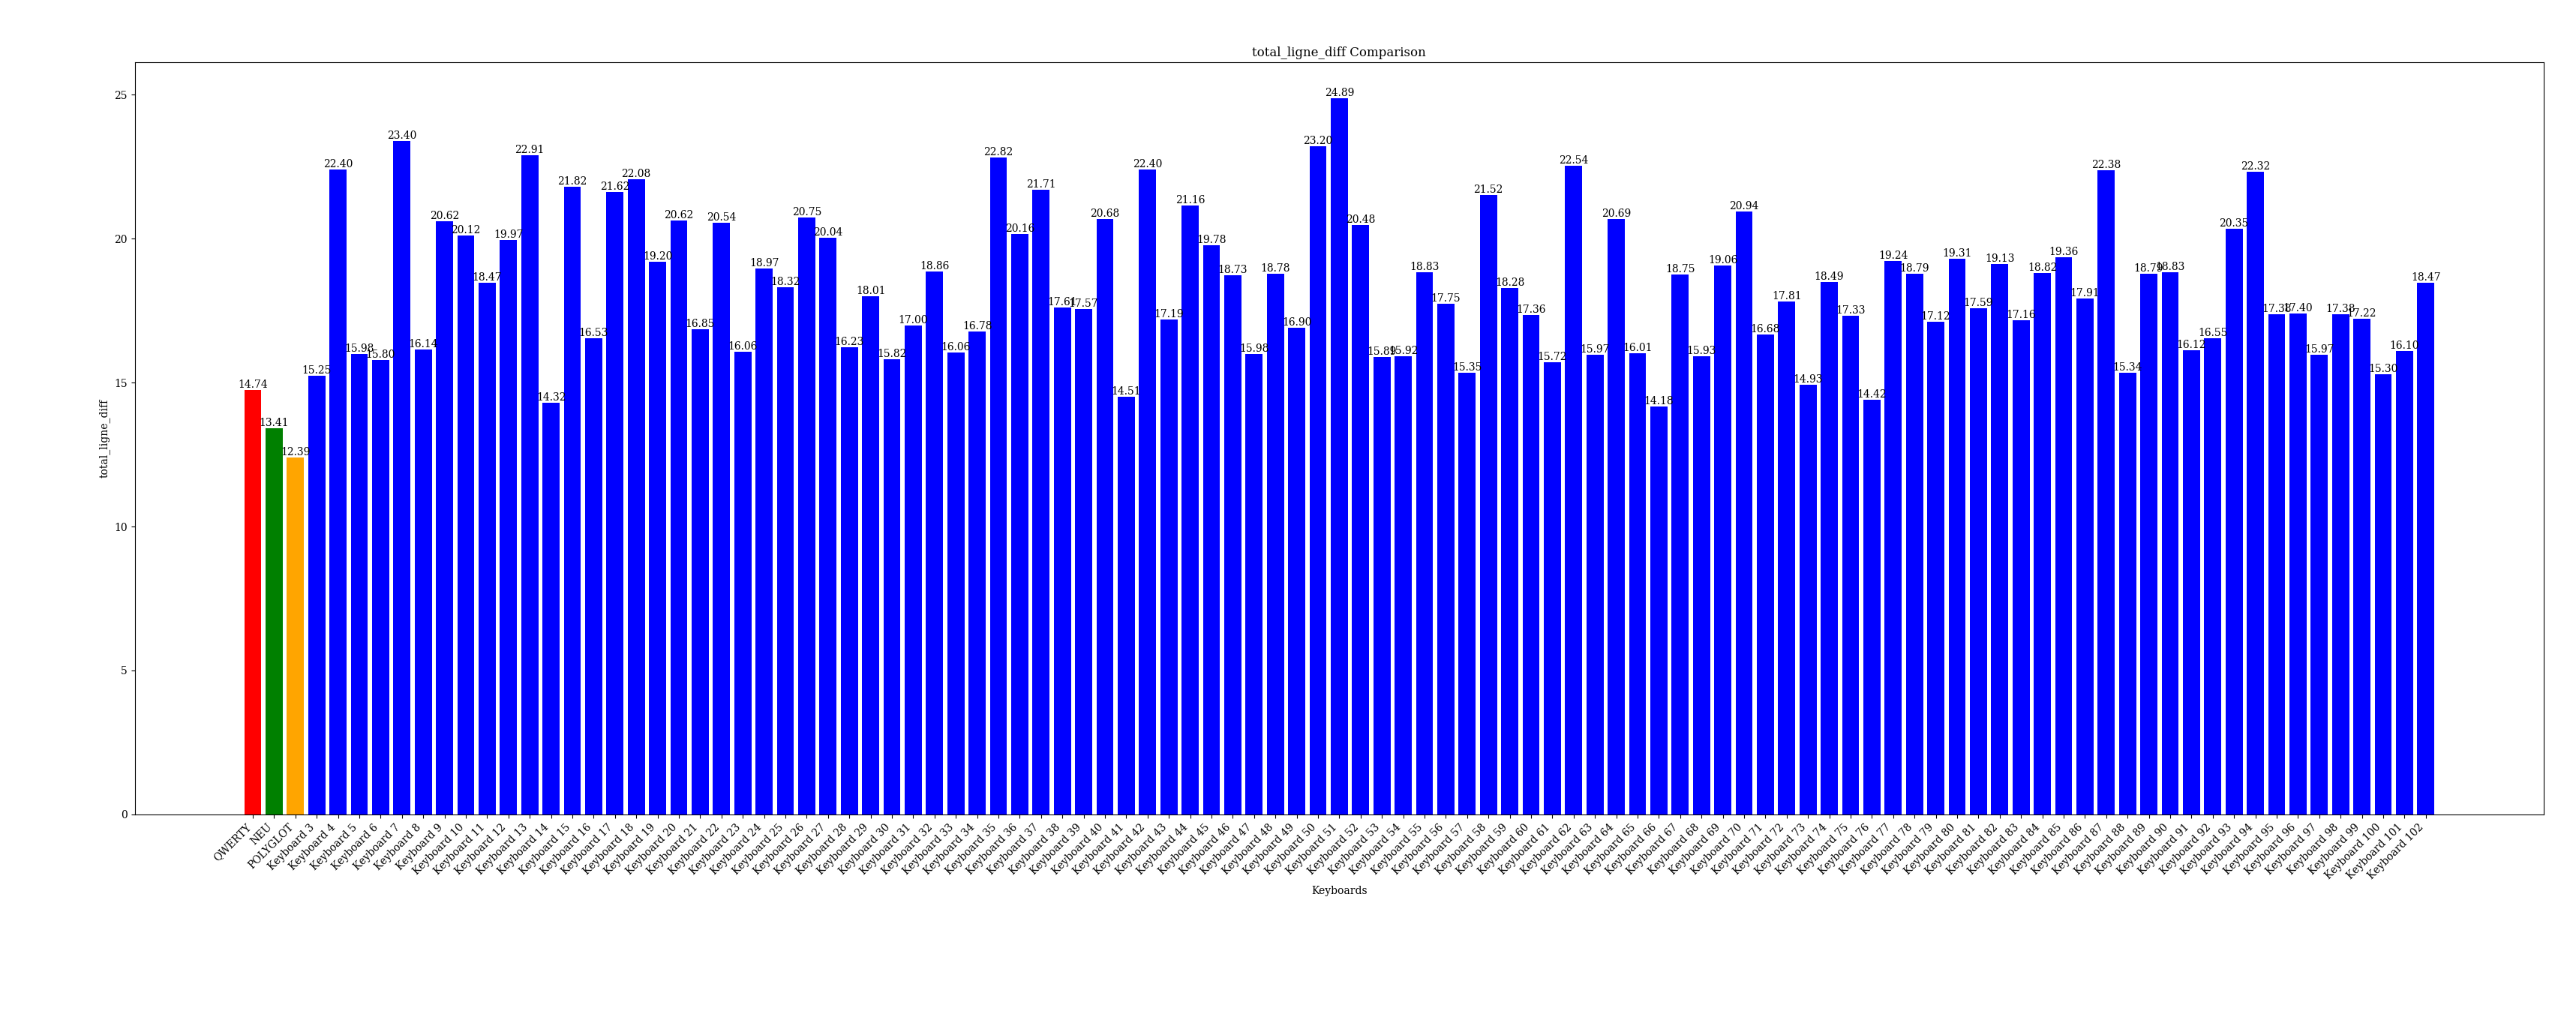 total_ligne_diff Comparison
total_ligne_diff
25
20
15
10
5
0
14.74
13.41
12.39
15.25
22.40
15.98
15.80
23.40
16.14
20.62
20.12
18.47
19.97
22.91
14.32
21.82
16.53
21.62
22.08
19.20
20.62
16.85
20.54
16.06
18.97
18.32
20.75
20.04
16.23
18.01
15.82
17.00
18.86
16.06
16.78
22.82
20.16
21.71
17.61
17.57
20.68
14.51
22.40
17.19
21.16
19.78
18.73
15.98
18.78
16.90
23.20
24.89
20.48
15.89
15.92
18.83
17.75
15.35
21.52
18.28
17.36
15.72
22.54
15.97
20.69
16.01
14.18
18.75
15.93
19.06
20.94
16.68
17.81
14.93
18.49
17.33
14.42
19.24
18.79
17.12
19.31
17.59
19.13
17.16
18.82
19.36
17.91
22.38
15.34
18.79
18.83
16.12
16.55
20.35
22.32
17.38
17.40
15.97
17.38
17.22
15.30
16.10
18.47
QWERTY
NEU
POLYGLOT
Keyboard 3
Keyboard 4
Keyboard 5
Keyboard 6
Keyboard 7
Keyboard 8
Keyboard 9
Keyboard 10
Keyboard 11
Keyboard 12
Keyboard 13
Keyboard 14
Keyboard 15
Keyboard 16
Keyboard 17
Keyboard 18
Keyboard 19
Keyboard 20
Keyboard 21
Keyboard 22
Keyboard 23
Keyboard 24
Keyboard 25
Keyboard 26
Keyboard 27
Keyboard 28
Keyboard 29
Keyboard 30
Keyboard 31
Keyboard 32
Keyboard 33
Keyboard 34
Keyboard 35
Keyboard 36
Keyboard 37
Keyboard 38
Keyboard 39
Keyboard 40
Keyboard 41
Keyboard 42
Keyboard 43
Keyboard 44
Keyboard 45
Keyboard 46
Keyboard 47
Keyboard 48
Keyboard 49
Keyboard 50
Keyboard 51
Keyboard 52
Keyboard 53
Keyboard 54
Keyboard 55
Keyboard 56
Keyboard 57
Keyboard 58
Keyboard 59
Keyboard 60
Keyboard 61
Keyboard 62
Keyboard 63
Keyboard 64
Keyboard 65
Keyboard 66
Keyboard 67
Keyboard 68
Keyboard 69
Keyboard 70
Keyboard 71
Keyboard 72
Keyboard 73
Keyboard 74
Keyboard 75
Keyboard 76
Keyboard 77
Keyboard 78
Keyboard 79
Keyboard 80
Keyboard 81
Keyboard 82
Keyboard 83
Keyboard 84
Keyboard 85
Keyboard 86
Keyboard 87
Keyboard 88
Keyboard 89
Keyboard 90
Keyboard 91
Keyboard 92
Keyboard 93
Keyboard 94
Keyboard 95
Keyboard 96
Keyboard 97
Keyboard 98
Keyboard 99
Keyboard 100
Keyboard 101
Keyboard 102
Keyboards